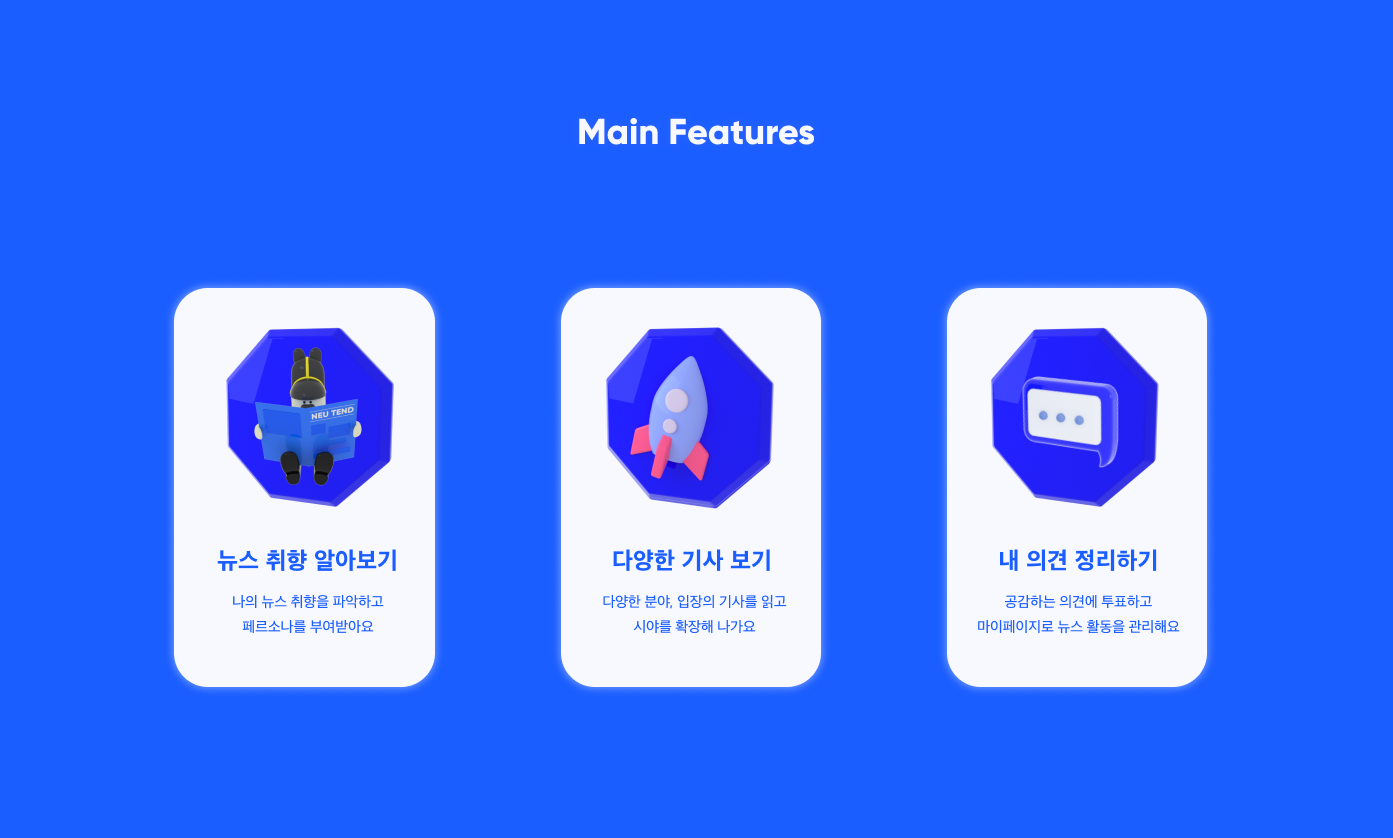 Main Features
NEU TEND
뉴스 취향 알아보기
나의 뉴스 취향을 파악하고
페르소나를 부여받아요
다양한 기사 보기
다양한 분야, 입장의 기사를 읽고
시야를 확장해 나가요
내 의견 정리하기
공감하는 의견에 투표하고
마이페이지로 뉴스 활동을 관리해요